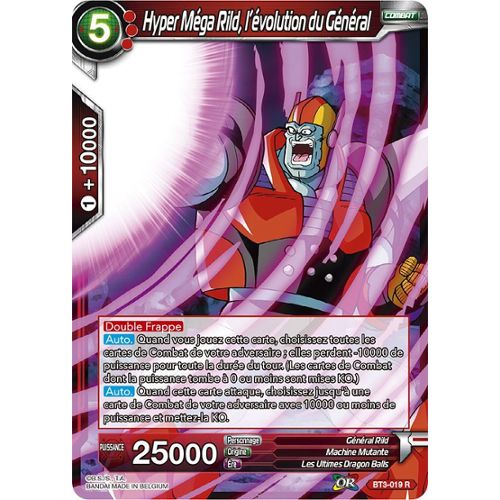 5
Hyper Méga Rild, l'évolution du Général
COMBAT
1 + 10000
Double Frappe
Auto. Quand vous jouez cette carte, choisissez toutes les
cartes de Combat de votre adversaire ; elles perdent -10000 de
puissance pour toute la durée du tour. (Les cartes de Combat
dont la puissance tombe à 0 ou moins sont mises KO.)
Auto. Quand cette carte attaque, choisissez jusqu'à une
carte de Combat de votre adversaire avec 10000 ou moins de
puissance et mettez-la KO.
PUISSANCE
25000
Personnage Général Rild
Origine Machine Mutante
Ère Les Ultimes Dragon Balls
©B.S./S., T.A.
BANDAI MADE IN BELGIUM
OR
BT3-019 R